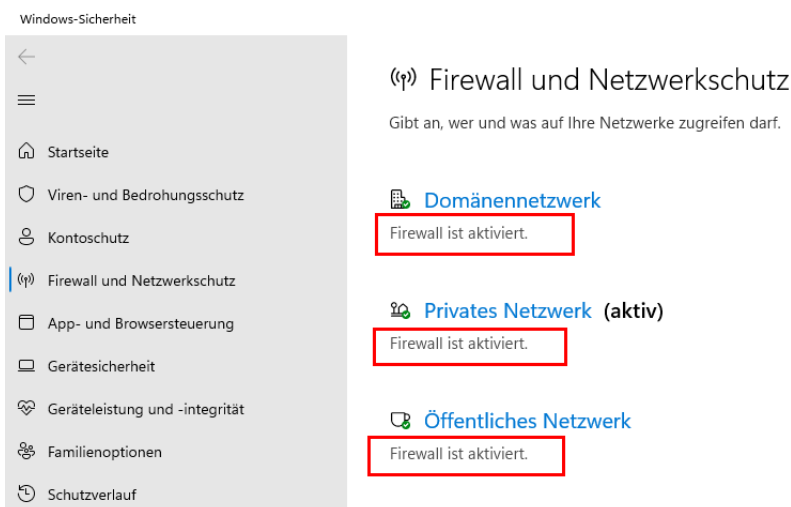 Windows-Sicherheit
Startseite
Viren- und Bedrohungsschutz
Kontoschutz
Firewall und Netzwerkschutz
App- und Browsersteuerung
Gerätesicherheit
Geräteleistung und -integrität
Familienoptionen
Schutzverlauf
Firewall und Netzwerkschutz
Gibt an, wer und was auf Ihre Netzwerke zugreifen darf.
Domänennetzwerk
Firewall ist aktiviert.
Privates Netzwerk (aktiv)
Firewall ist aktiviert.
Öffentliches Netzwerk
Firewall ist aktiviert.